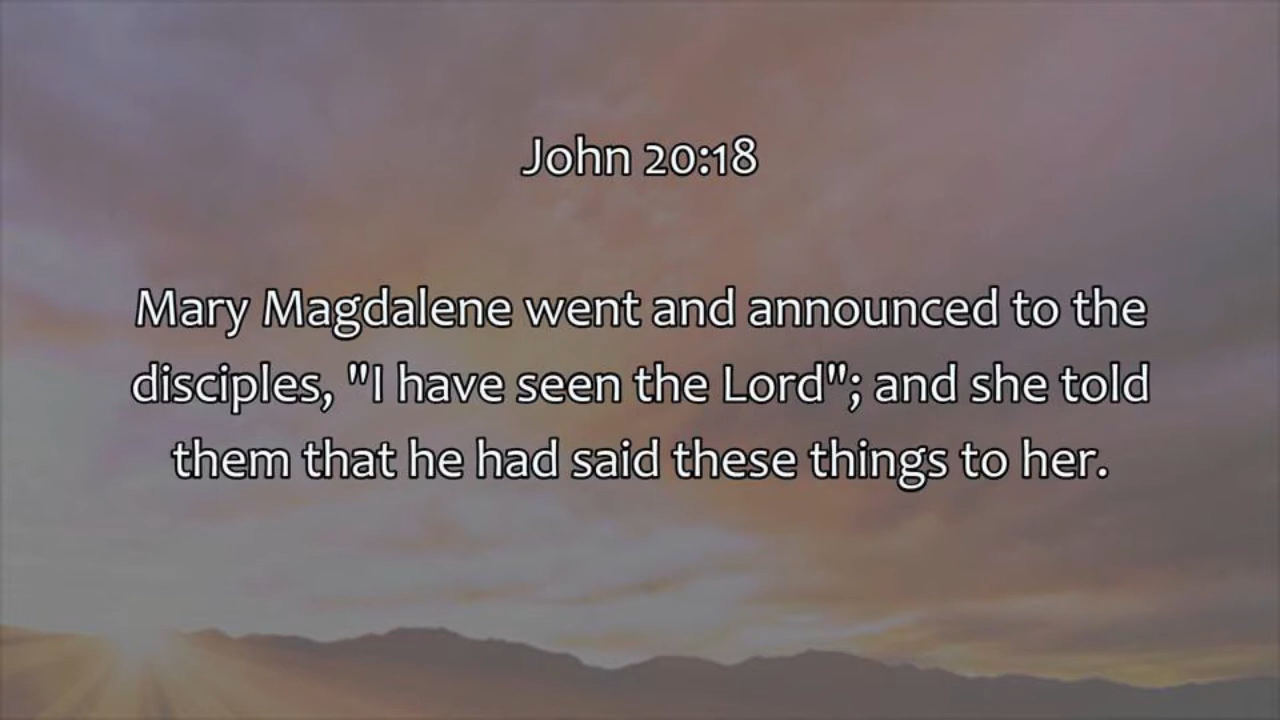 John 20:18
Mary Magdalene went and announced to the
disciples, "I have seen the Lord"; and she told
them that he had said these things to her.